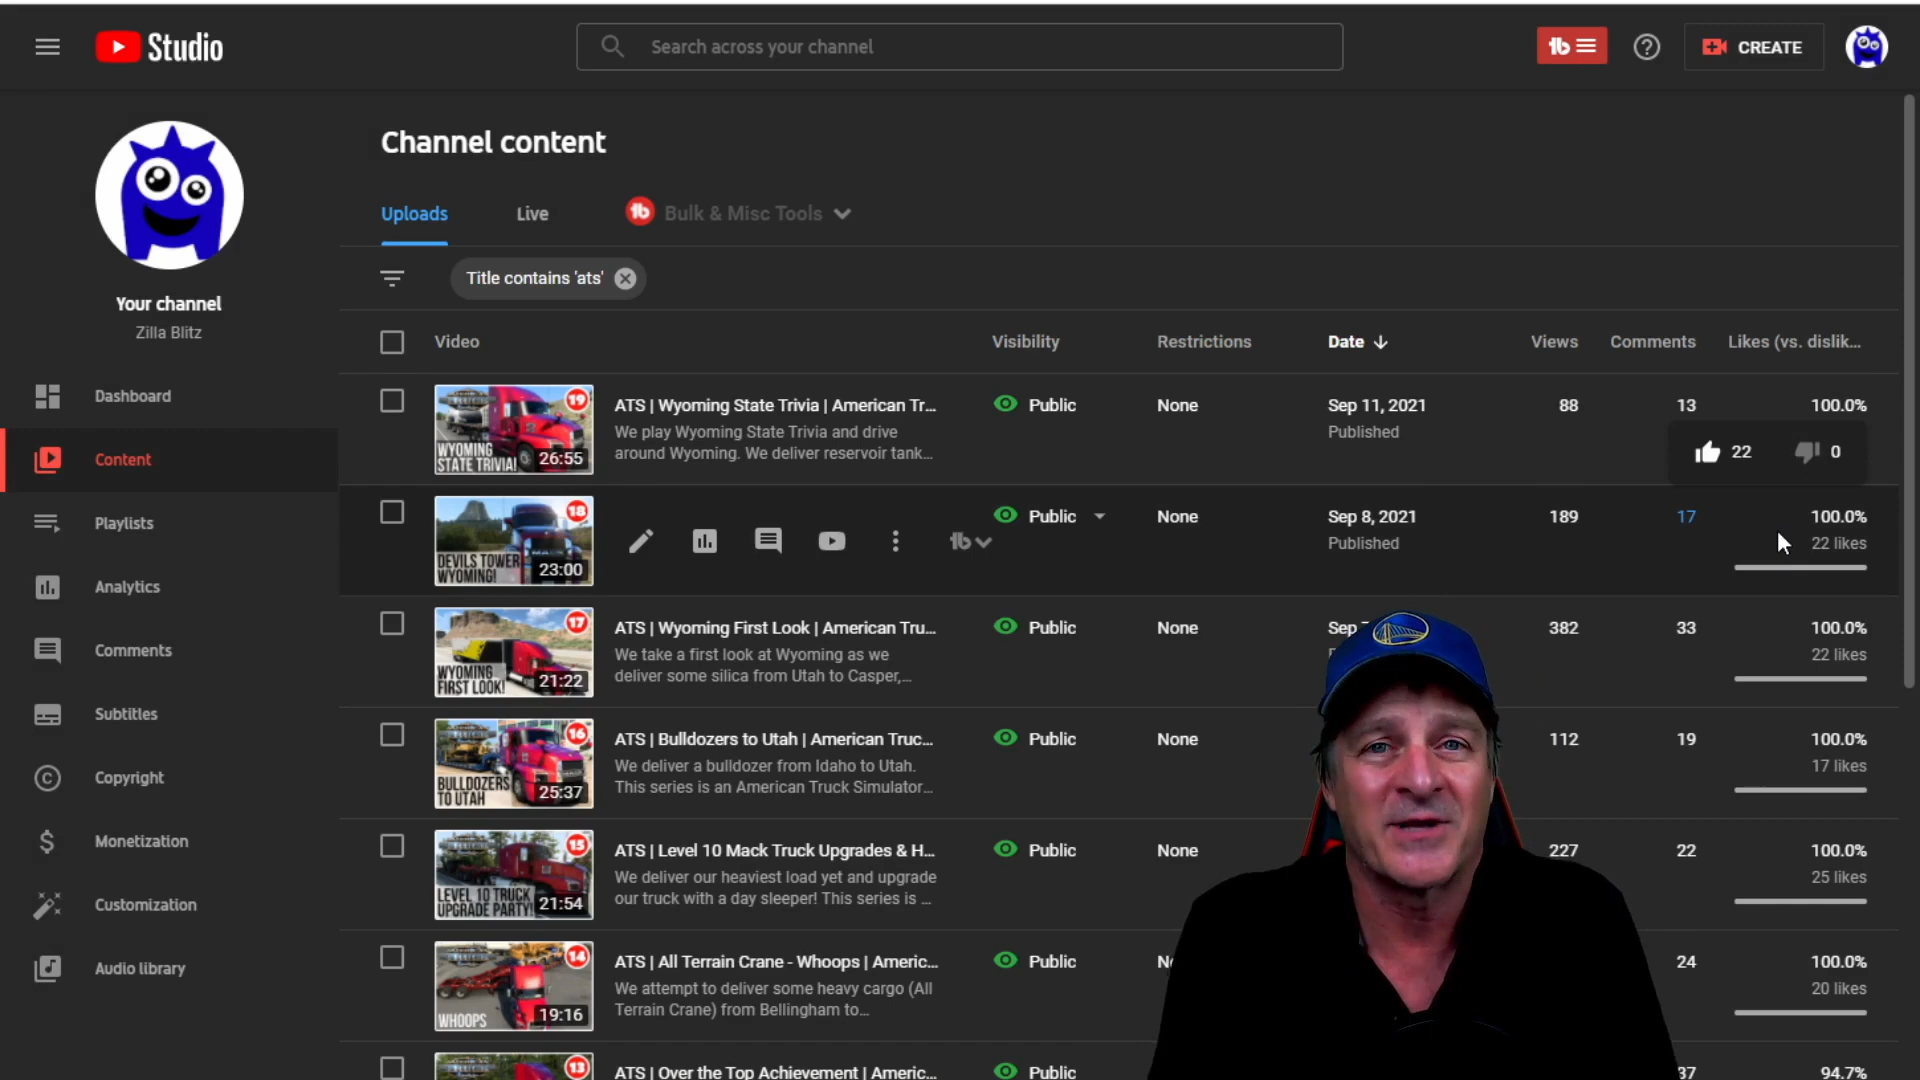 Studio
Search across your channel
CREATE
Your channel
Zilla Blitz
Dashboard
Content
Playlists
Analytics
Comments
Subtitles
Copyright
Monetization
Customization
Audio library
Channel content
Uploads
Live
Bulk & Misc Tools
Title contains 'ats'
Video
Visibility
Restrictions
Date
Views
Comments
Likes (vs. dislik...
19
WYOMING
STATE TRIVIA!
26:55
ATS | Wyoming State Trivia | American Tr...
We play Wyoming State Trivia and drive
around Wyoming. We deliver reservoir tank...
Public
None
Sep 11, 2021
Published
88
13
100.0%
22
0
18
DEVILS TOWER
WYOMING!
23:00
Public
None
Sep 8, 2021
Published
189
17
100.0%
22 likes
17
WYOMING
FIRST LOOK!
21:22
ATS | Wyoming First Look | American Tru...
We take a first look at Wyoming as we
deliver some silica from Utah to Casper,...
Public
None
Sep
382
33
100.0%
22 likes
16
BULLDOZERS
TO UTAH
25:37
ATS | Bulldozers to Utah | American Truc...
We deliver a bulldozer from Idaho to Utah.
This series is an American Truck Simulator...
Public
None
112
19
100.0%
17 likes
15
LEVEL 10 TRUCK
UPGRADE PARTY!
21:54
ATS | Level 10 Mack Truck Upgrades & H...
We deliver our heaviest load yet and upgrade
our truck with a day sleeper! This series is ...
Public
None
227
22
100.0%
25 likes
14
WHOOPS
19:16
ATS | All Terrain Crane - Whoops | Americ...
We attempt to deliver some heavy cargo (All
Terrain Crane) from Bellingham to...
Public
24
100.0%
20 likes
13
ATS | Over the Top Achievement | Americ...
Public
37
94.7%